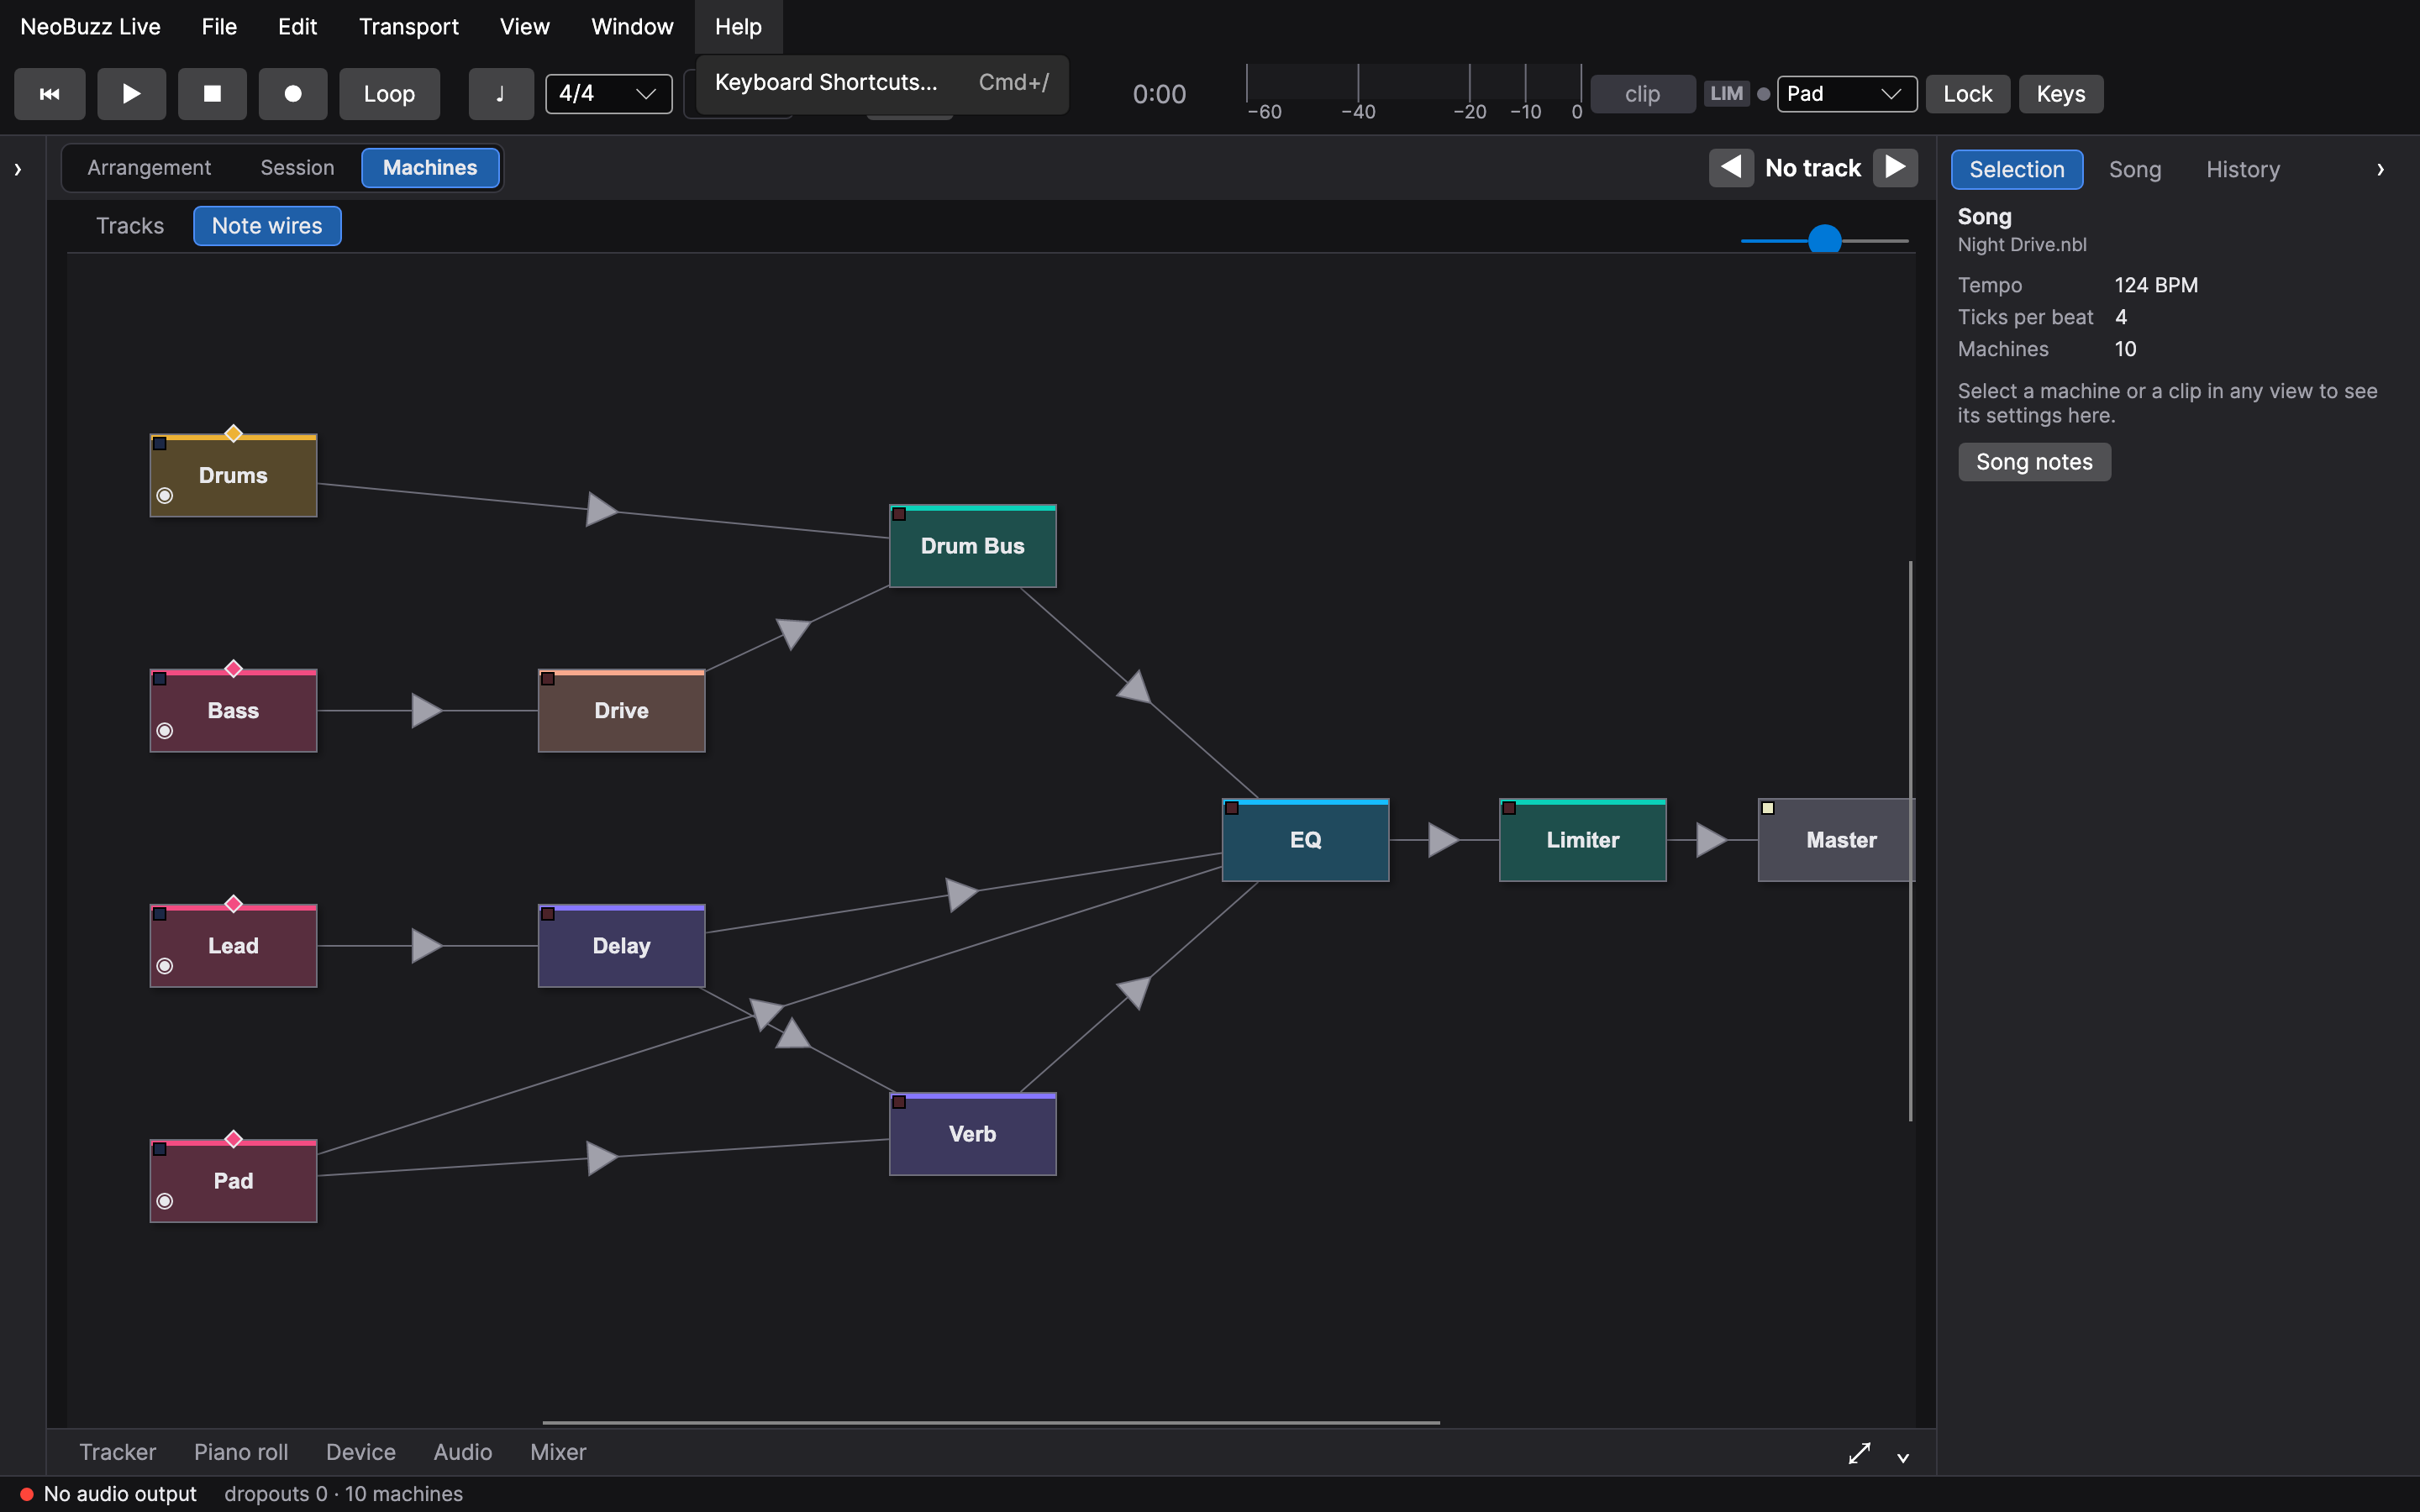 NeoBuzz Live File Edit Transport View Window Help
Keyboard Shortcuts... Cmd+/
Loop 4/4 0:00 clip LIM Pad Lock Keys
−60 −40 −20 −10 0
Arrangement Session Machines No track
Tracks Note wires
Selection Song History
Song
Night Drive.nbl
Tempo 124 BPM
Ticks per beat 4
Machines 10
Select a machine or a clip in any view to see
its settings here.
Song notes
Drums
Drum Bus
Bass
Drive
EQ
Limiter
Master
Lead
Delay
Verb
Pad
Tracker Piano roll Device Audio Mixer
No audio output dropouts 0 · 10 machines